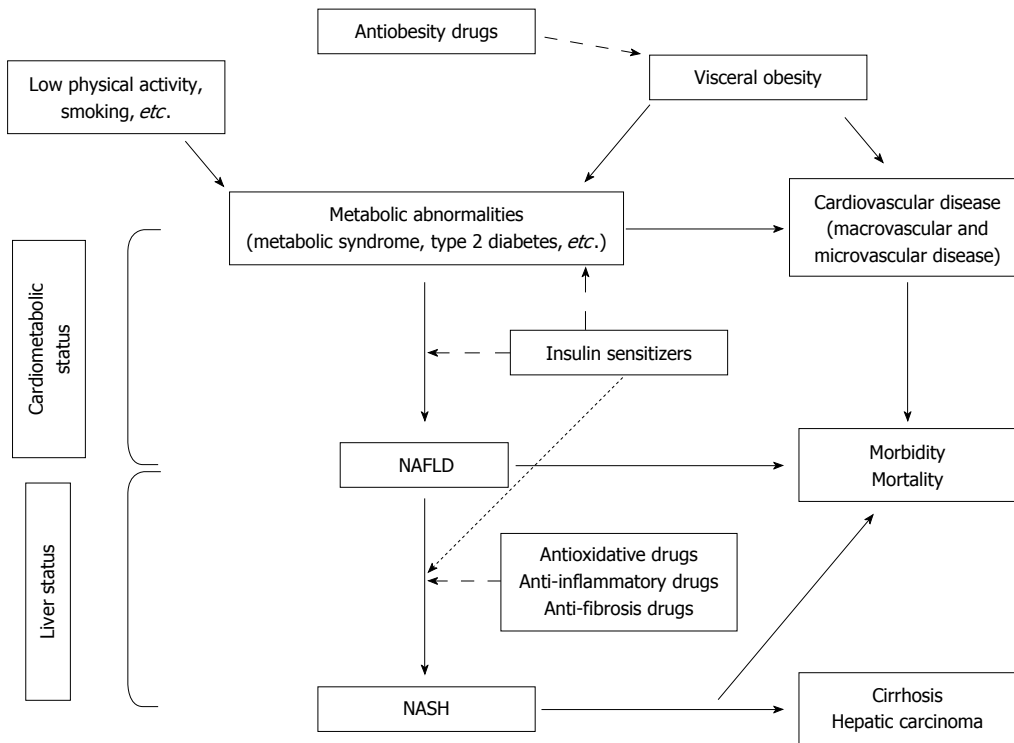 Antiobesity drugs
Visceral obesity
Low physical activity,
smoking, etc.
Metabolic abnormalities
(metabolic syndrome, type 2 diabetes, etc.)
Cardiovascular disease
(macrovascular and
microvascular disease)
Cardiometabolic
status
Insulin sensitizers
NAFLD
Morbidity
Mortality
Liver status
Antioxidative drugs
Anti-inflammatory drugs
Anti-fibrosis drugs
NASH
Cirrhosis
Hepatic carcinoma